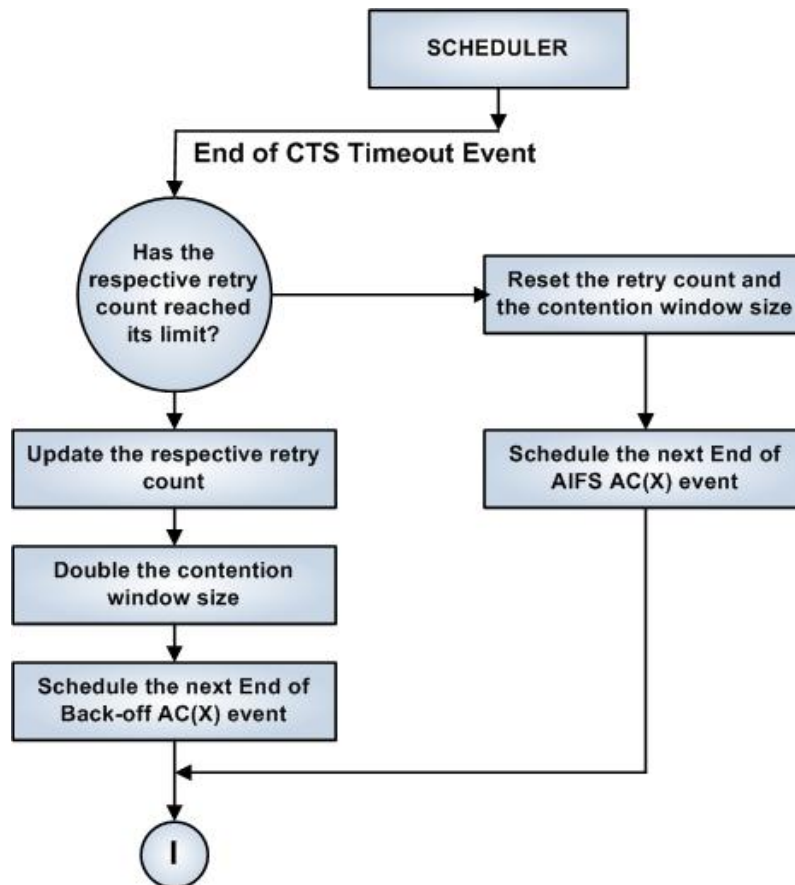 SCHEDULER
End of CTS Timeout Event
Has the
respective retry
count reached
its limit?
Reset the retry count and
the contention window size
Update the respective retry
count
Schedule the next End of
AIFS AC(X) event
Double the contention
window size
Schedule the next End of
Back-off AC(X) event
I